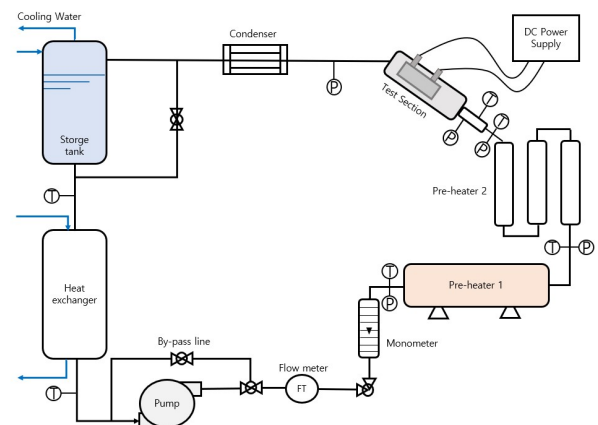 Cooling Water
Condenser
DC Power
Supply
P
Test Section
T
T
P
P
Storge
tank
T
Pre-heater 2
T
P
Heat
exchanger
T
P
Pre-heater 1
Monometer
By-pass line
Flow meter
FT
T
Pump